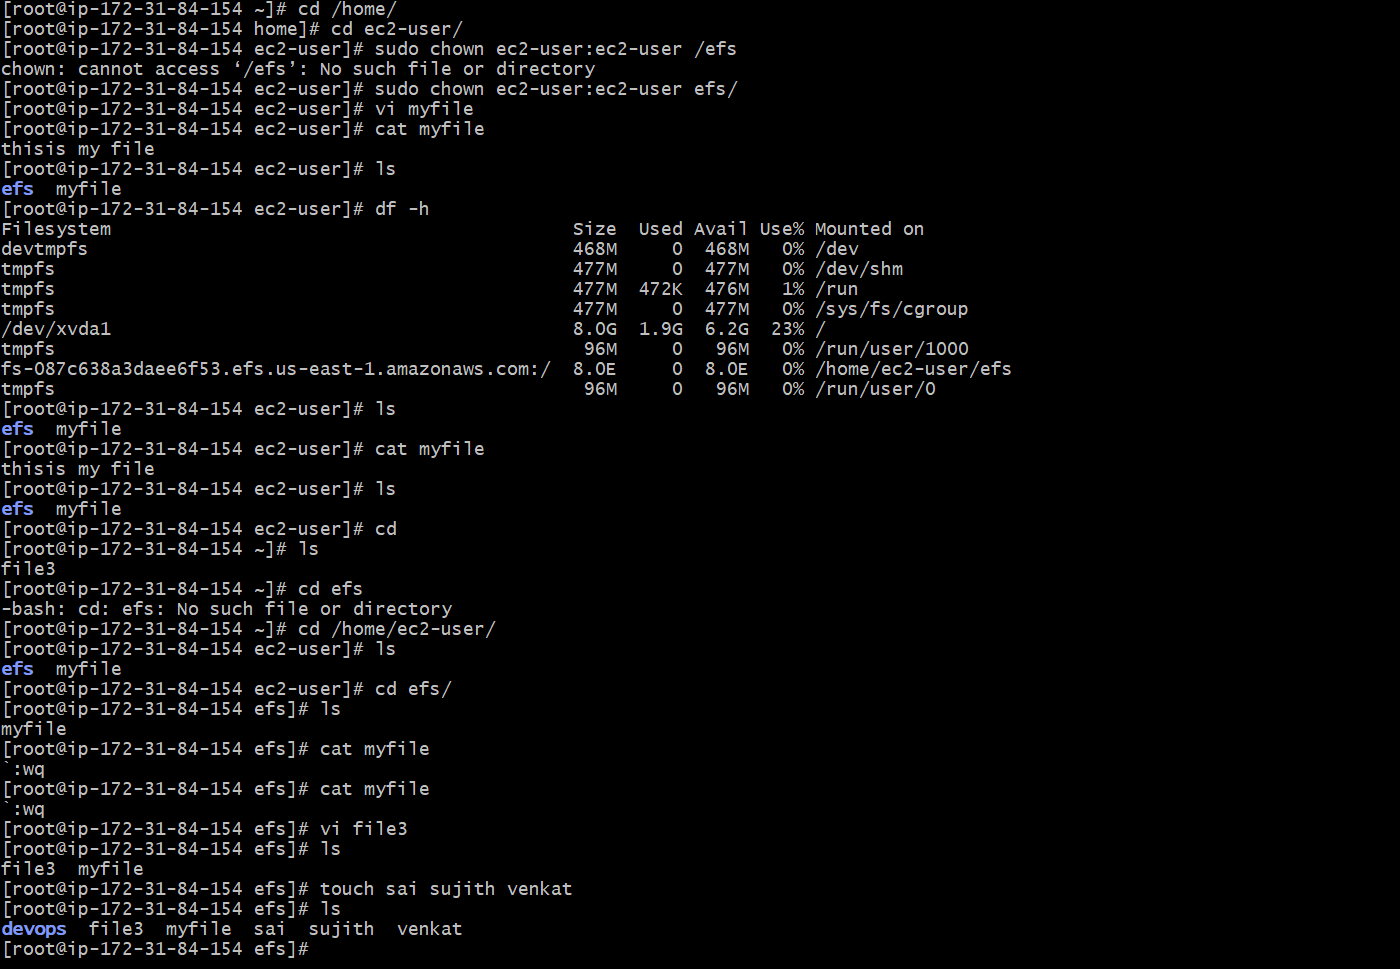 [root@ip-172-31-84-154 ~]# cd /home/
[root@ip-172-31-84-154 home]# cd ec2-user/
[root@ip-172-31-84-154 ec2-user]# sudo chown ec2-user:ec2-user /efs
chown: cannot access ‘/efs’: No such file or directory
[root@ip-172-31-84-154 ec2-user]# sudo chown ec2-user:ec2-user efs/
[root@ip-172-31-84-154 ec2-user]# vi myfile
[root@ip-172-31-84-154 ec2-user]# cat myfile
thisis my file
[root@ip-172-31-84-154 ec2-user]# ls
efs  myfile
[root@ip-172-31-84-154 ec2-user]# df -h
Filesystem                                          Size  Used Avail Use% Mounted on
devtmpfs                                            468M     0  468M   0% /dev
tmpfs                                               477M     0  477M   0% /dev/shm
tmpfs                                               477M  472K  476M   1% /run
tmpfs                                               477M     0  477M   0% /sys/fs/cgroup
/dev/xvda1                                          8.0G  1.9G  6.2G  23% /
tmpfs                                                96M     0   96M   0% /run/user/1000
fs-087c638a3daee6f53.efs.us-east-1.amazonaws.com:/  8.0E     0  8.0E   0% /home/ec2-user/efs
tmpfs                                                96M     0   96M   0% /run/user/0
[root@ip-172-31-84-154 ec2-user]# ls
efs  myfile
[root@ip-172-31-84-154 ec2-user]# cat myfile
thisis my file
[root@ip-172-31-84-154 ec2-user]# ls
efs  myfile
[root@ip-172-31-84-154 ec2-user]# cd
[root@ip-172-31-84-154 ~]# ls
file3
[root@ip-172-31-84-154 ~]# cd efs
-bash: cd: efs: No such file or directory
[root@ip-172-31-84-154 ~]# cd /home/ec2-user/
[root@ip-172-31-84-154 ec2-user]# ls
efs  myfile
[root@ip-172-31-84-154 ec2-user]# cd efs/
[root@ip-172-31-84-154 efs]# ls
myfile
[root@ip-172-31-84-154 efs]# cat myfile
`:wq
[root@ip-172-31-84-154 efs]# cat myfile
`:wq
[root@ip-172-31-84-154 efs]# vi file3
[root@ip-172-31-84-154 efs]# ls
file3  myfile
[root@ip-172-31-84-154 efs]# touch sai sujith venkat
[root@ip-172-31-84-154 efs]# ls
devops  file3  myfile  sai  sujith  venkat
[root@ip-172-31-84-154 efs]#